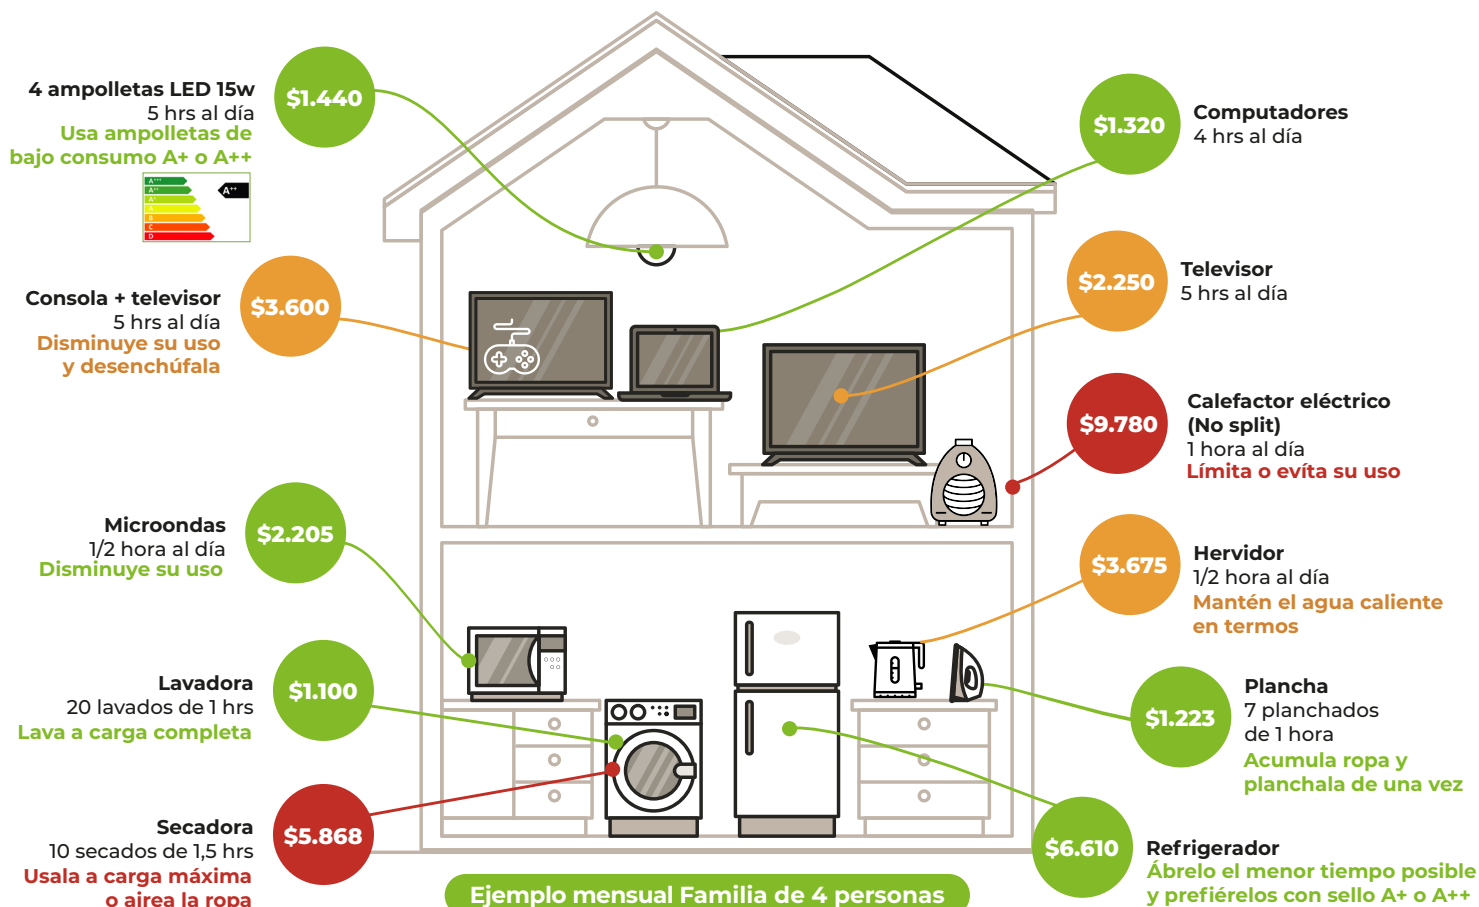 4 ampolletas LED 15w
5 hrs al día
Usa ampolletas de
bajo consumo A+ o A++
$1.440
A+++
A++
A+
A
B
C
D
A++
Consola + televisor
5 hrs al día
Disminuye su uso
y desenchúfala
$3.600
Microondas
1/2 hora al día
Disminuye su uso
$2.205
Lavadora
20 lavados de 1 hrs
Lava a carga completa
$1.100
Secadora
10 secados de 1,5 hrs
Usala a carga máxima
o airea la ropa
$5.868
$1.320
Computadores
4 hrs al día
$2.250
Televisor
5 hrs al día
$9.780
Calefactor eléctrico
(No split)
1 hora al día
Límita o evíta su uso
$3.675
Hervidor
1/2 hora al día
Mantén el agua caliente
en termos
$1.223
Plancha
7 planchados
de 1 hora
Acumula ropa y
planchala de una vez
$6.610
Refrigerador
Ábrelo el menor tiempo posible
y prefiérelos con sello A+ o A++
Ejemplo mensual Familia de 4 personas